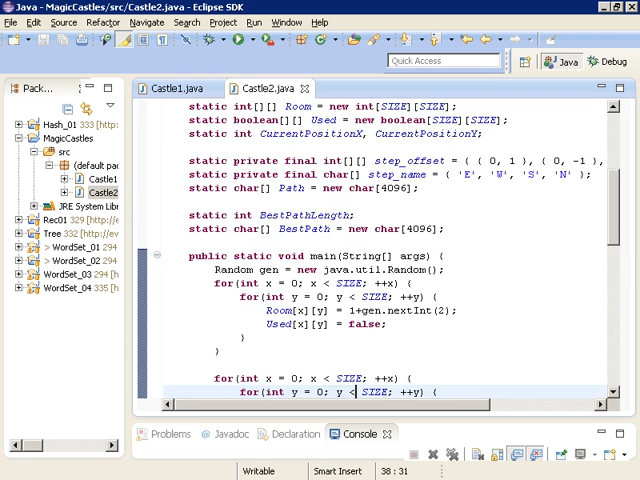 Java - MagicCastles/src/Castle2.java - Eclipse SDK
File Edit Source Refactor Navigate Search Project Run Window Help
Quick Access
Java
Debug
Pack...
Castle1.java
Castle2.java
Hash_01 333 [http:
MagicCastles
src
(default pac
Castle1
Castle2
JRE System Libr
Rec01 329 [http://
Tree 332 [http://ev
> WordSet_01 294
> WordSet_02 294
WordSet_03 294 [h
WordSet_04 335 [h
static int[][] Room = new int[SIZE][SIZE];
static boolean[][] Used = new boolean[SIZE][SIZE];
static int CurrentPositionX, CurrentPositionY;
static private final int[][] step_offset = { { 0, 1 }, { 0, -1 },
static private final char[] step_name = { 'E', 'W', 'S', 'N' };
static char[] Path = new char[4096];
static int BestPathLength;
static char[] BestPath = new char[4096];
public static void main(String[] args) {
Random gen = new java.util.Random();
for(int x = 0; x < SIZE; ++x) {
for(int y = 0; y < SIZE; ++y) {
Room[x][y] = 1+gen.nextInt(2);
Used[x][y] = false;
}
}
for(int x = 0; x < SIZE; ++x) {
for(int y = 0; y < SIZE; ++y) {
Problems
Javadoc
Declaration
Console
Writable
Smart Insert
38 : 31